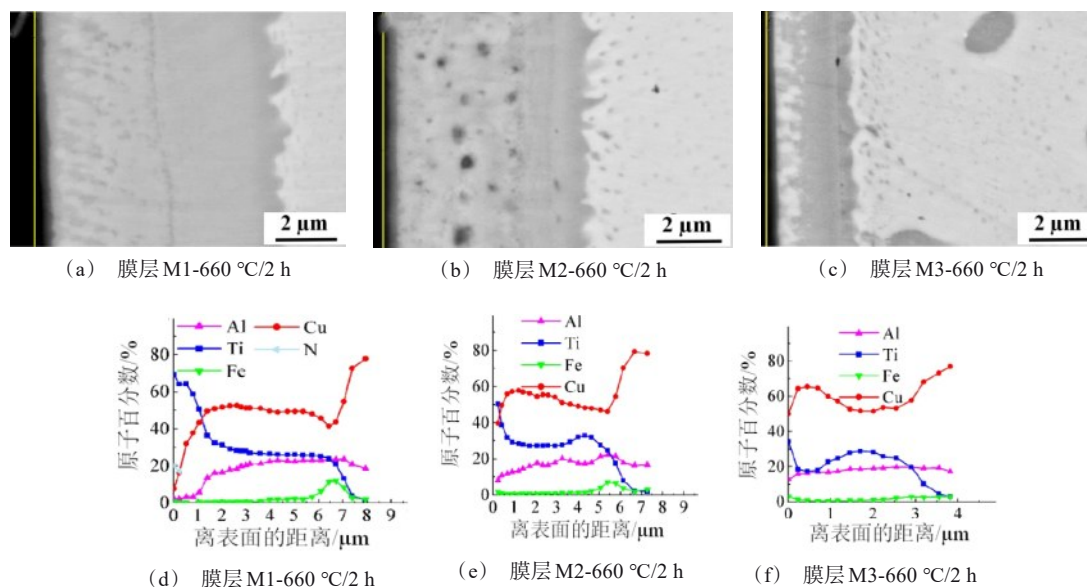 2 μm
2 μm
2 μm
(a) 膜层 M1-660 ℃/2 h
(b) 膜层 M2-660 ℃/2 h
(c) 膜层 M3-660 ℃/2 h
Al
Cu
Ti
N
Fe
80
60
40
20
0
原子百分数/%
0 1 2 3 4 5 6 7 8 9
离表面的距离/μm
(d) 膜层 M1-660 ℃/2 h
Al
Ti
Fe
Cu
80
60
40
20
0
原子百分数/%
0 1 2 3 4 5 6 7 8 9
离表面的距离/μm
(e) 膜层 M2-660 ℃/2 h
Al
Ti
Fe
Cu
100
80
60
40
20
0
原子百分数/%
0 1 2 3 4
离表面的距离/μm
(f) 膜层 M3-660 ℃/2 h